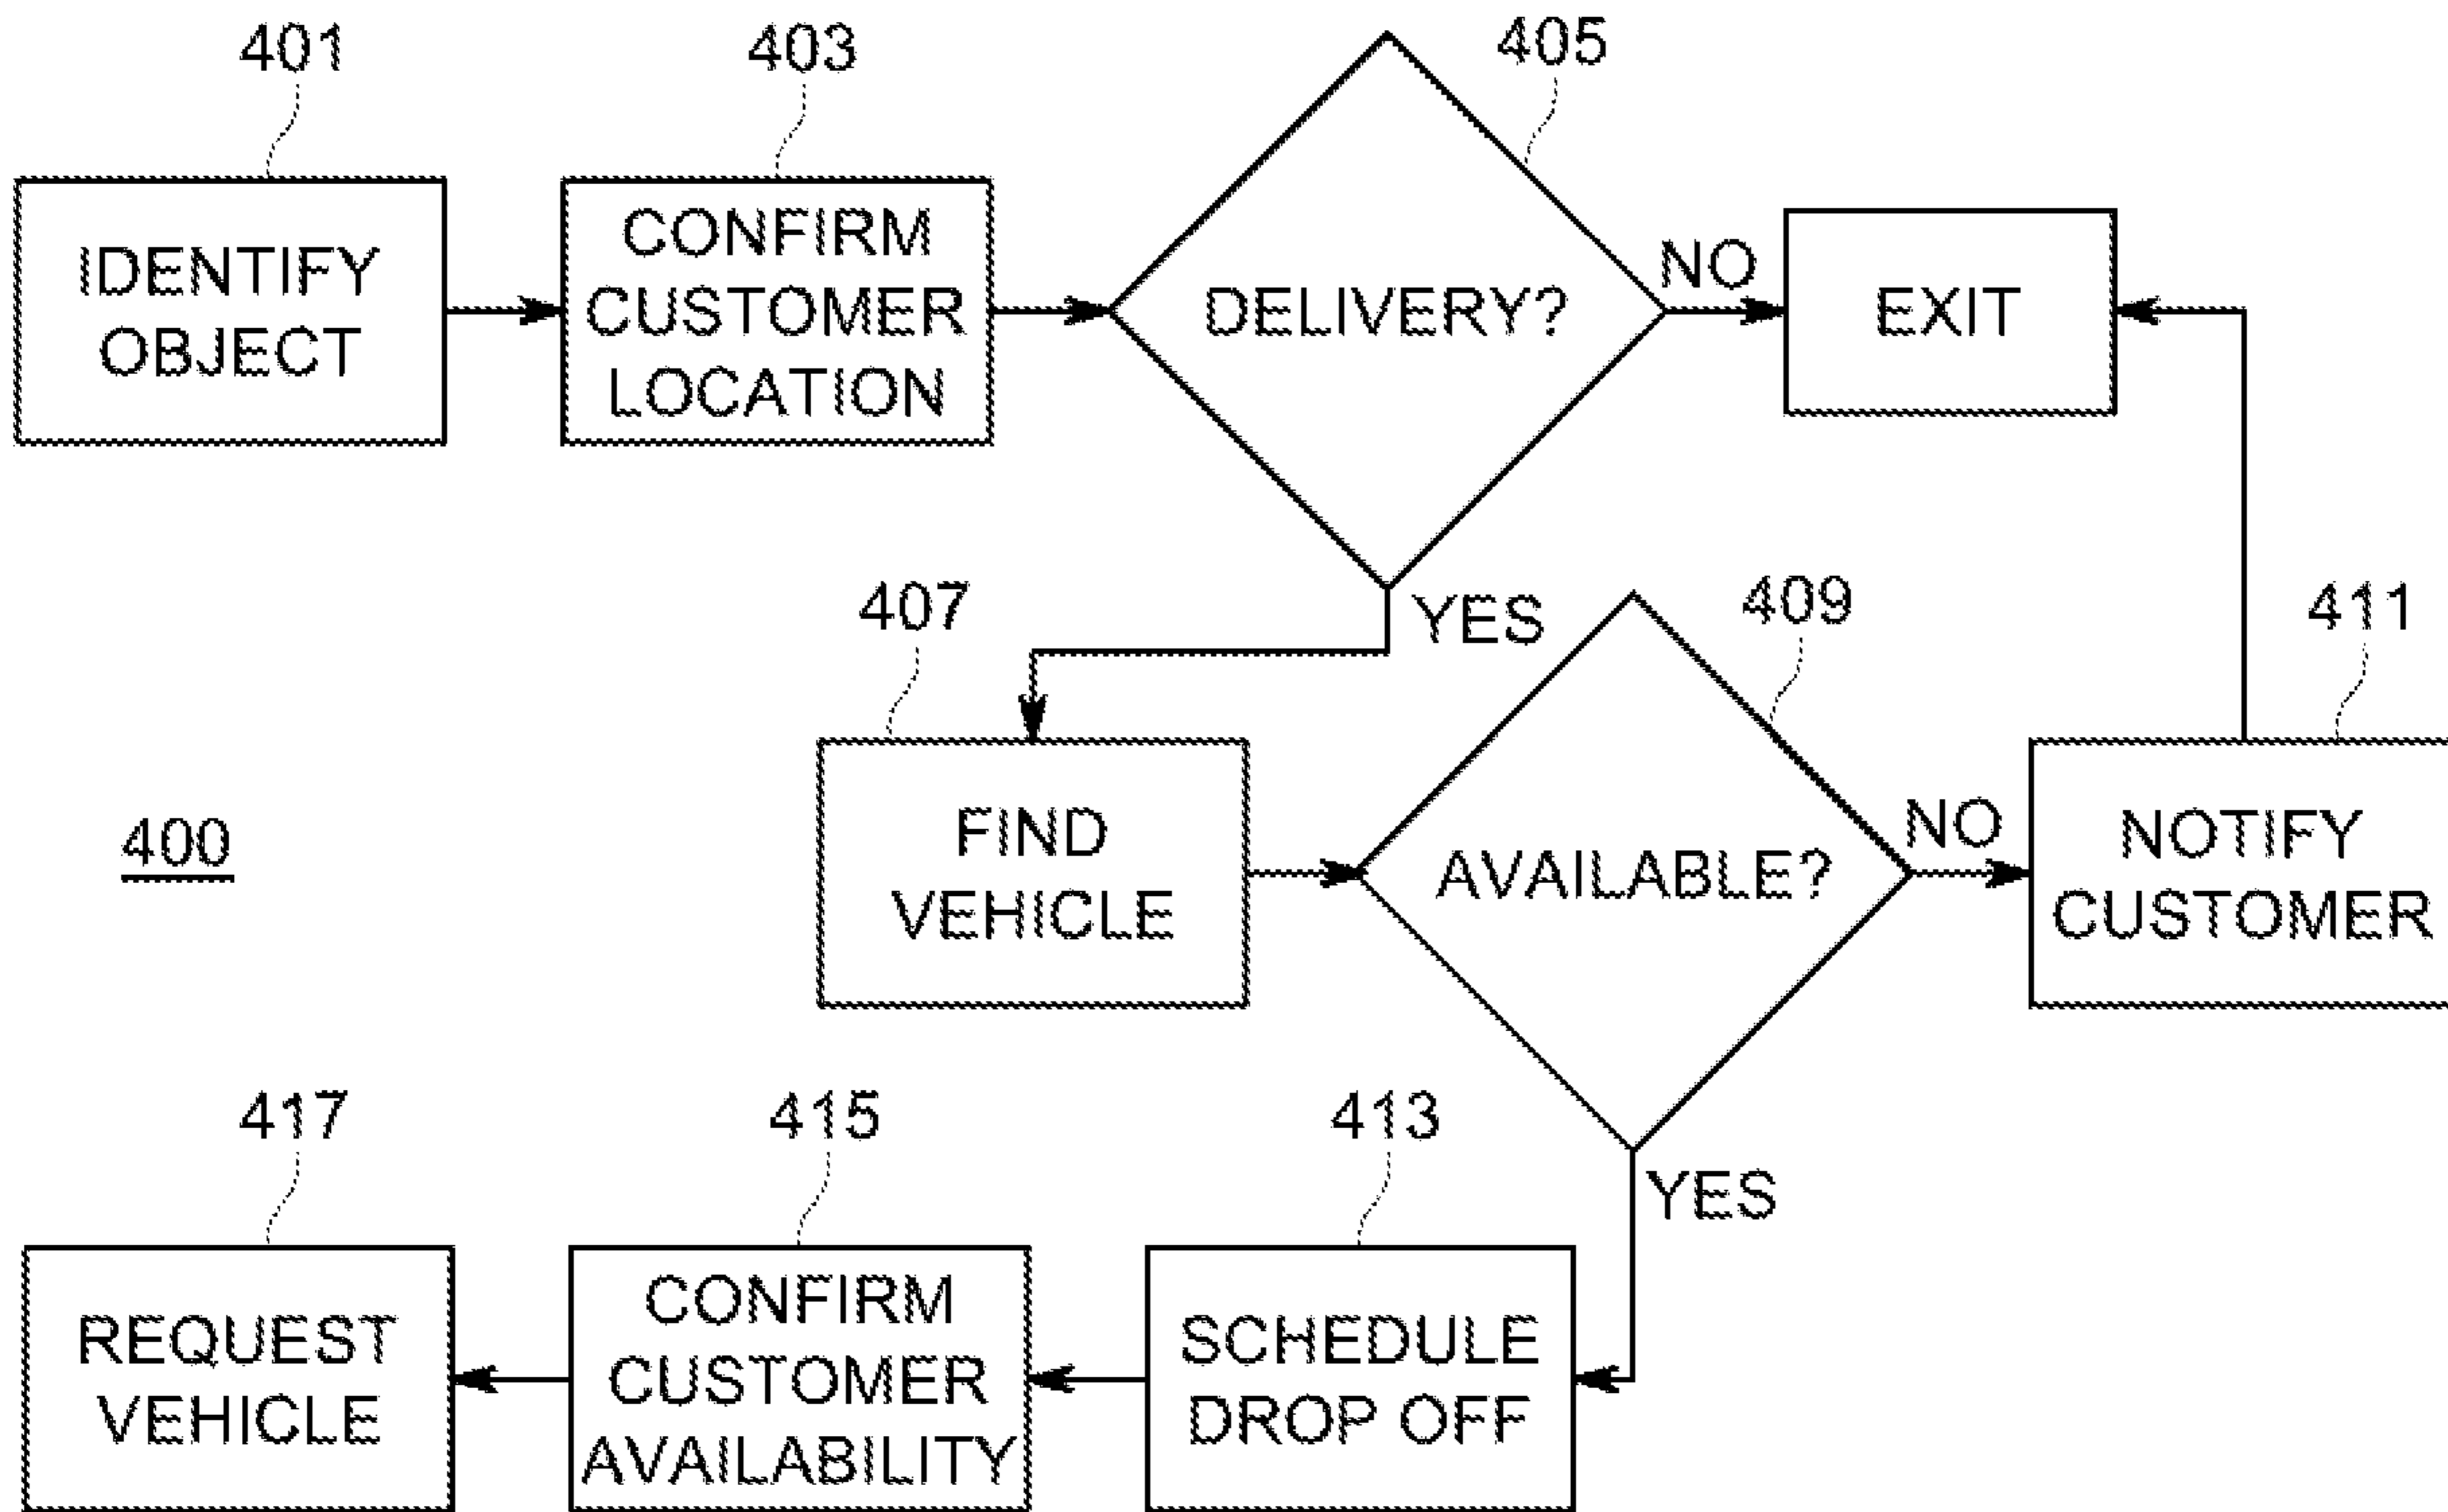 401
403
405
IDENTIFY
OBJECT
CONFIRM
CUSTOMER
LOCATION
DELIVERY?
NO
EXIT
YES
407
409
411
400
FIND
VEHICLE
AVAILABLE?
NO
NOTIFY
CUSTOMER
YES
417
415
413
REQUEST
VEHICLE
CONFIRM
CUSTOMER
AVAILABILITY
SCHEDULE
DROP OFF